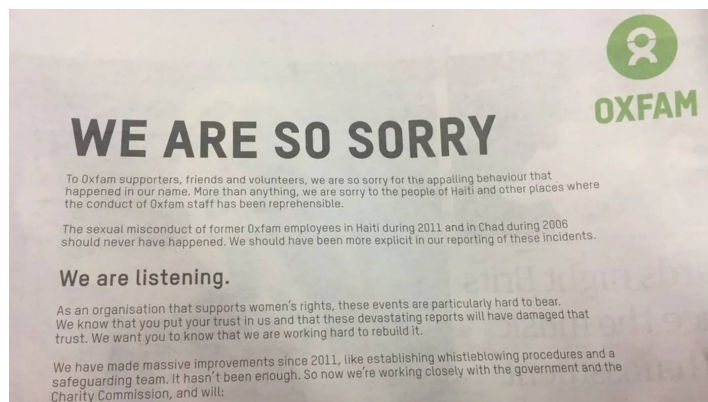 OXFAM
WE ARE SO SORRY
To Oxfam supporters, friends and volunteers, we are so sorry for the appalling behaviour that
happened in our name. More than anything, we are sorry to the people of Haiti and other places where
the conduct of Oxfam staff has been reprehensible.
The sexual misconduct of former Oxfam employees in Haiti during 2011 and in Chad during 2006
should never have happened. We should have been more explicit in our reporting of these incidents.
We are listening.
As an organisation that supports women's rights, these events are particularly hard to bear.
We know that you put your trust in us and that these devastating reports will have damaged that
trust. We want you to know that we are working hard to rebuild it.
We have made massive improvements since 2011, like establishing whistleblowing procedures and a
safeguarding team. It hasn't been enough. So now we're working closely with the government and the
Charity Commission, and will: